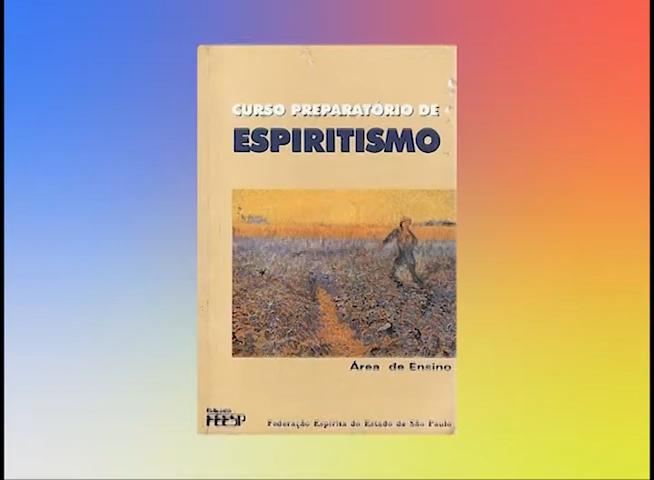 CURSO PREPARATÓRIO DE
ESPIRITISMO
Área de Ensino
FEESP
Federação Espírita do Estado de São Paulo